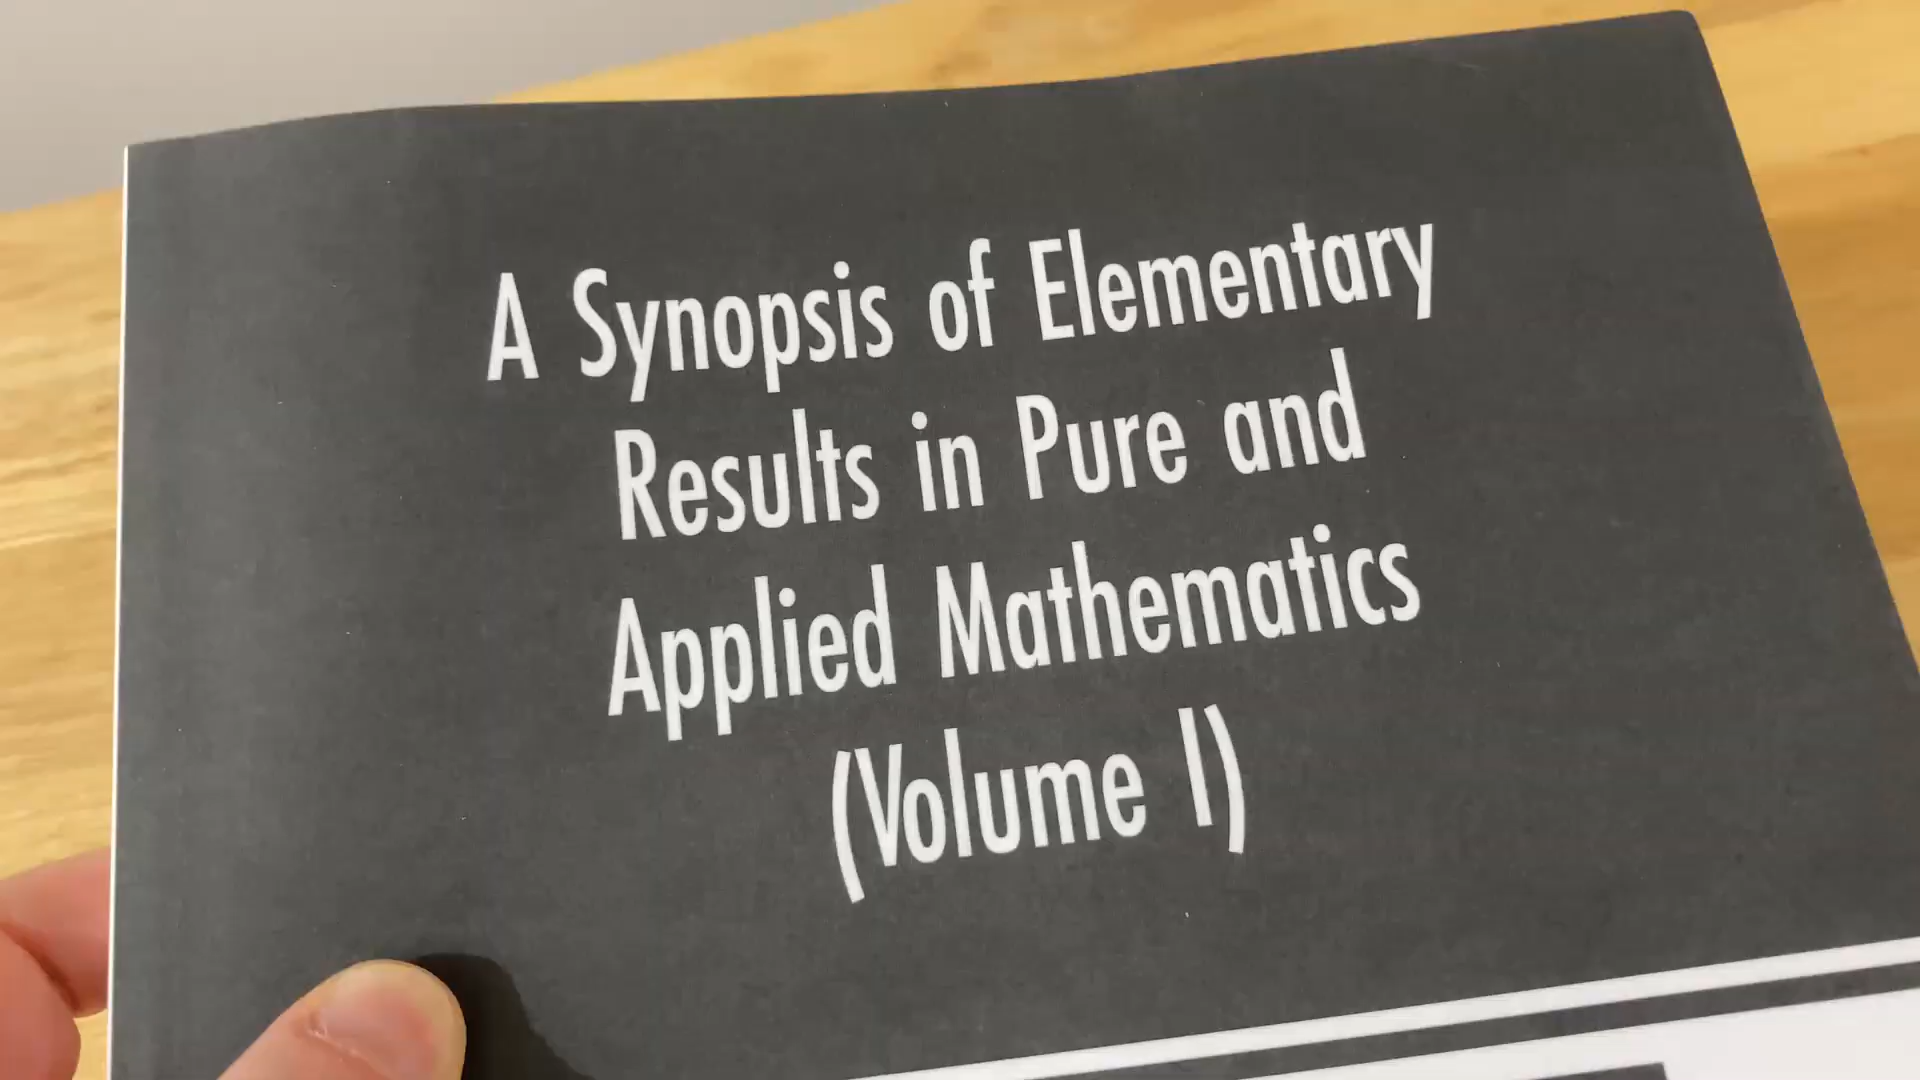 A Synopsis of Elementary
Results in Pure and
Applied Mathematics
(Volume I)